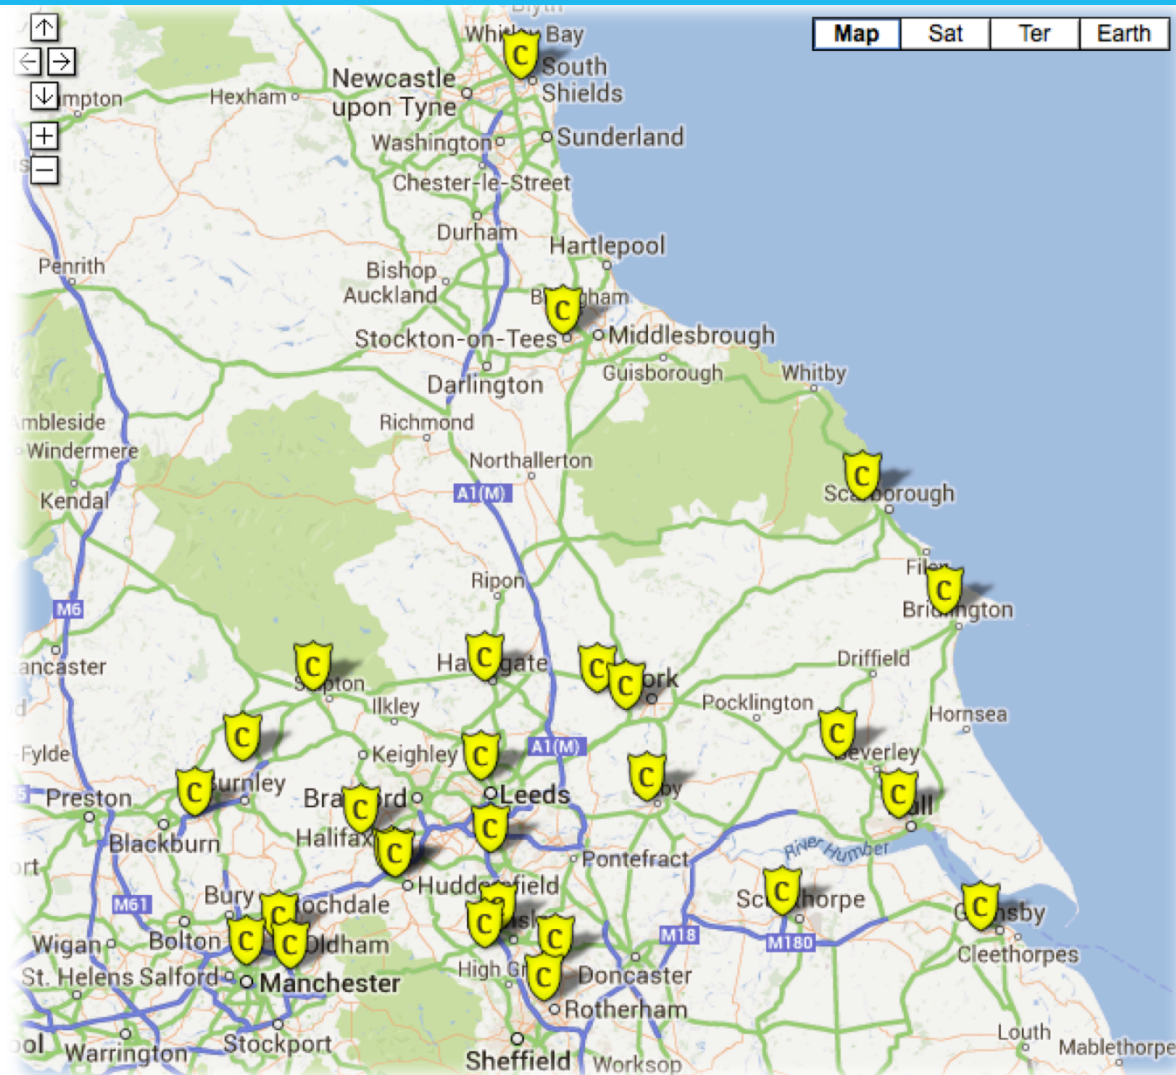 Blyth
Map Sat Ter Earth
C
South
Shields
Newcastle
upon Tyne
Hexham
Sunderland
Washington
Chester-le-Street
Durham
Hartlepool
Penrith
Bishop
Auckland
C
Stockton-on-Tees
Middlesbrough
Darlington
Guisborough
Whitby
Ambleside
Richmond
Windermere
Northallerton
C
Kendal
A1(M)
Ripon
C
M6
C
C
C
C
Driffield
Ilkley
Pocklington
Hornsea
C
C
Keighley
C
A1(M)
C
C
Preston
C
Leeds
C
Blackburn
C
Halifax
C
River Humber
Pontefract
Huddersfield
C
Bury
C
C
C
M61
C
C
C
C
C
Wigan
Bolton
Oldham
M18
M180
Cleethorpes
St. Helens
Salford
Manchester
C
Doncaster
Rotherham
Warrington
Stockport
Sheffield
Worksop
Louth
Mablethorpe